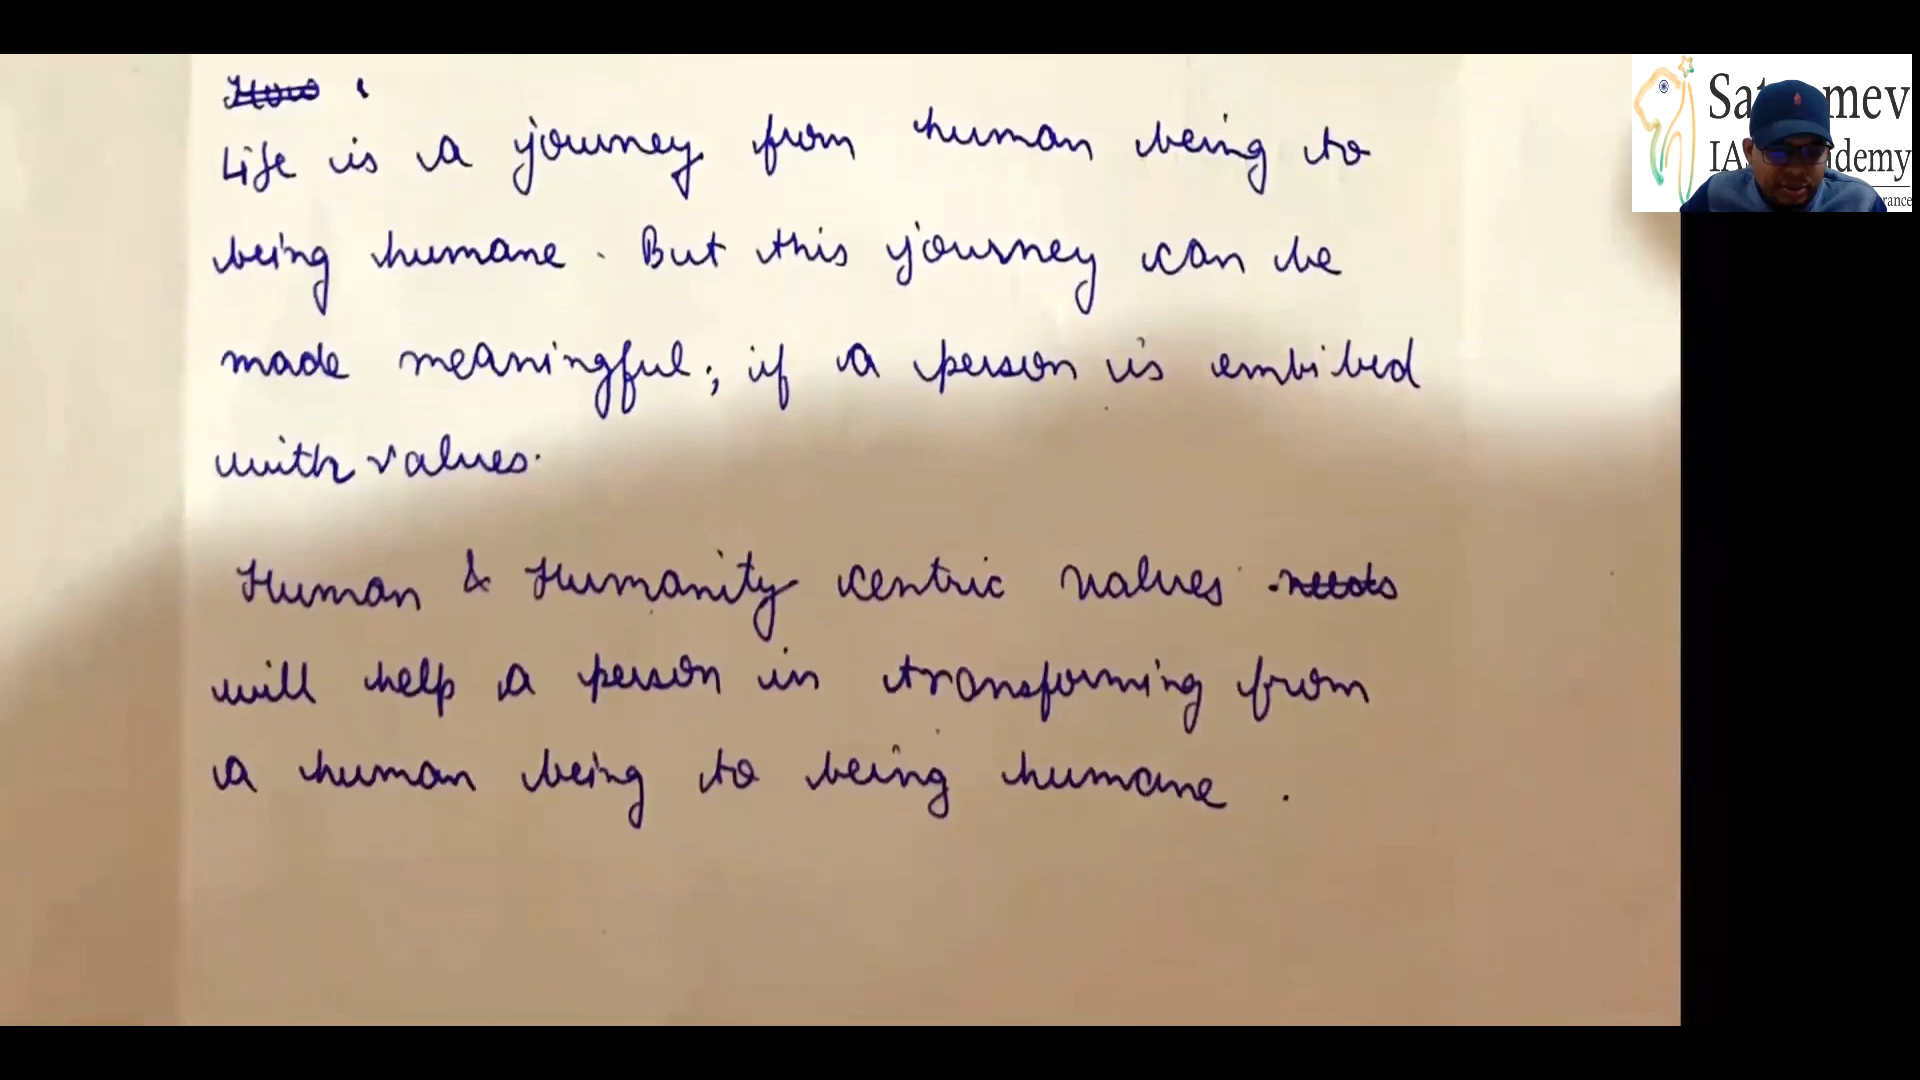 Life is a journey from human being to
being humane. But this journey can be
made meaningful; if a person is embibed
with values.
Human & Humanity centric values
will help a person in transforming from
a human being to being humane.